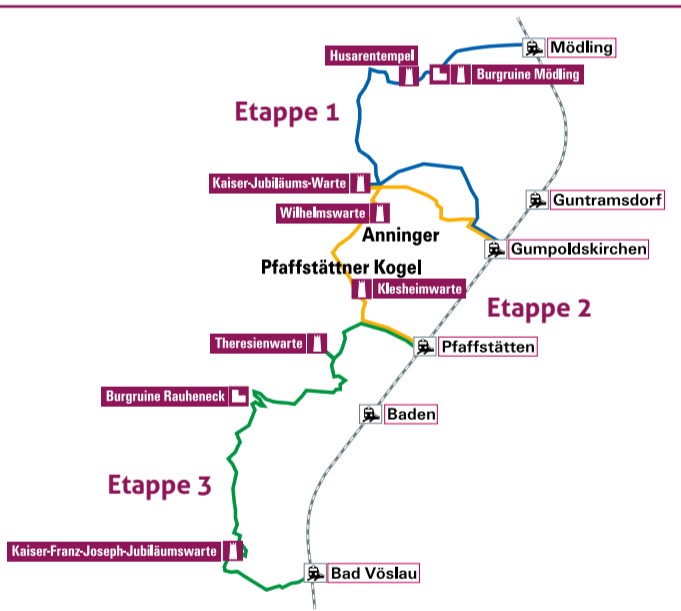 Mödling
Husarentempel
Burgruine Mödling
Etappe 1
Kaiser-Jubiläums-Warte
Guntramsdorf
Wilhelmswarte
Anninger
Gumpoldskirchen
Pfaffstättner Kogel
Klesheimwarte
Etappe 2
Theresienwarte
Pfaffstätten
Burgruine Rauheneck
Baden
Etappe 3
Kaiser-Franz-Joseph-Jubiläumswarte
Bad Vöslau